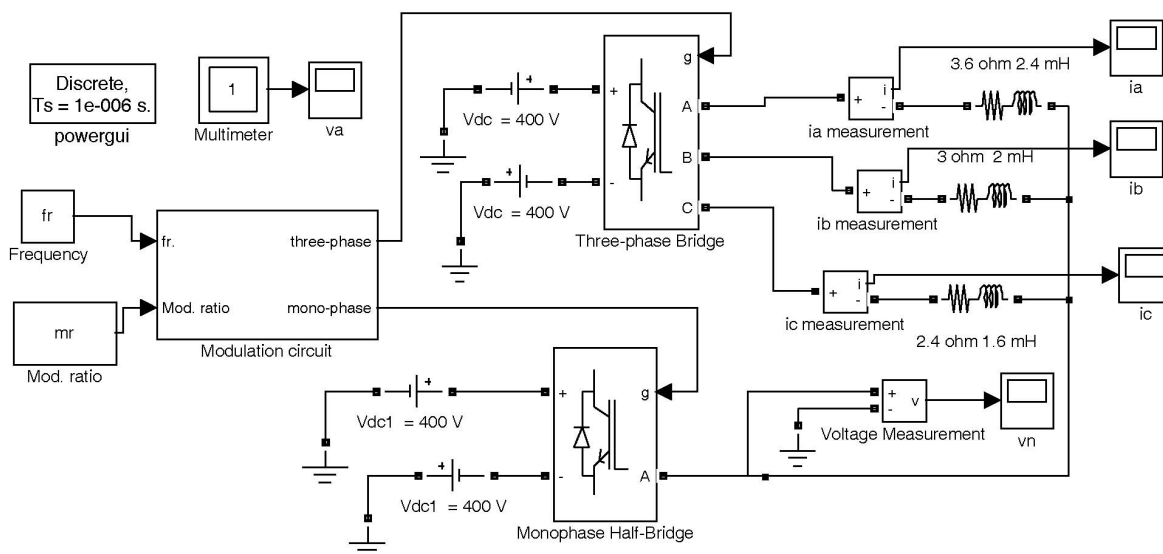 Discrete,
Ts = 1e-006 s.
powergui
1
Multimeter
va
fr
Frequency
mr
Mod. ratio
fr.
Mod. ratio
three-phase
mono-phase
Modulation circuit
+
Vdc = 400 V
+
Vdc = 400 V
g
+
-
A
B
C
Three-phase Bridge
+
i
-
ia measurement
3.6 ohm 2.4 mH
ia
+
i
-
ib measurement
3 ohm 2 mH
ib
+
i
-
ic measurement
2.4 ohm 1.6 mH
ic
+
Vdc1 = 400 V
+
Vdc1 = 400 V
g
+
-
A
Monophase Half-Bridge
+
-
v
Voltage Measurement
vn